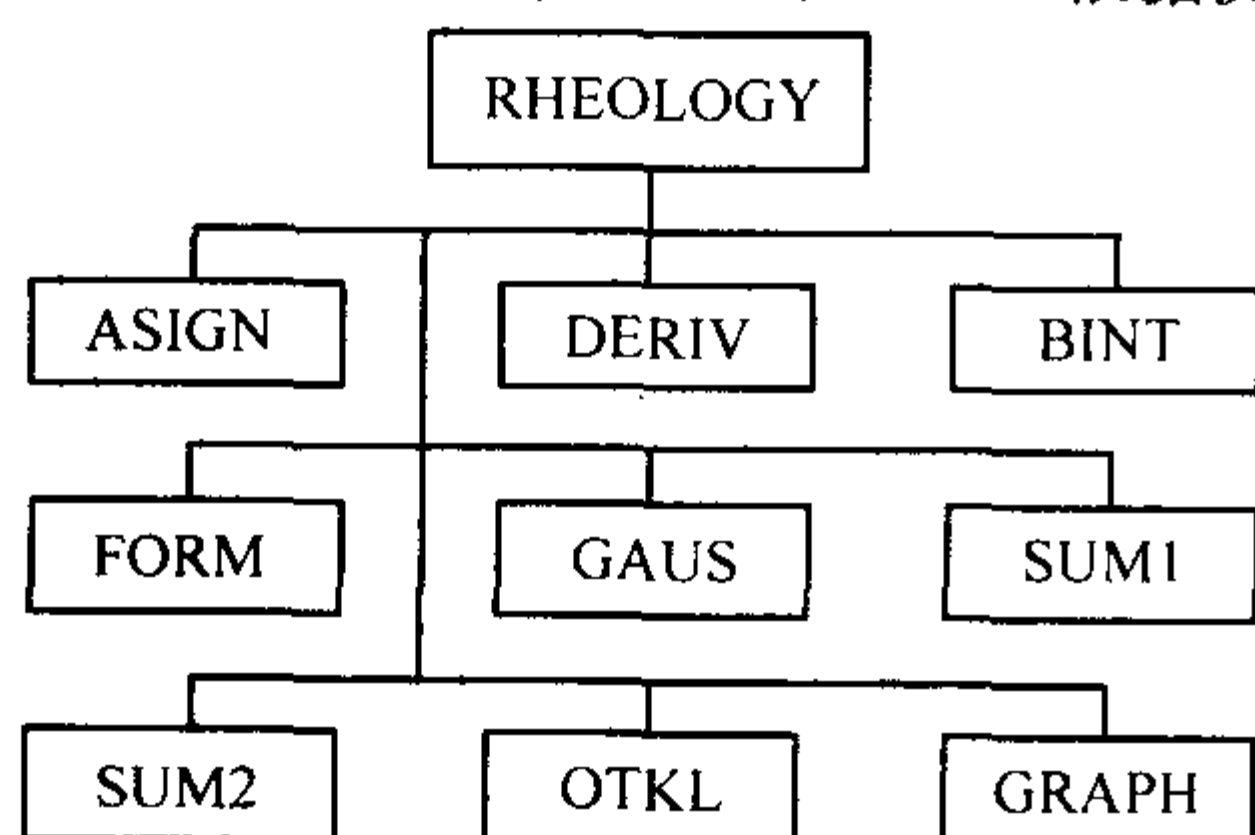 RHEOLOGY
ASIGN DERIV BINT
FORM GAUS SUM1
SUM2 OTKL GRAPH